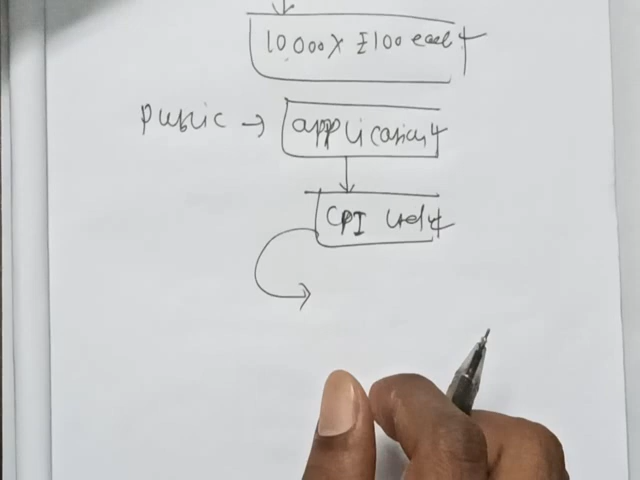 10,000 X £100 each
Public → application
CPI Ltd